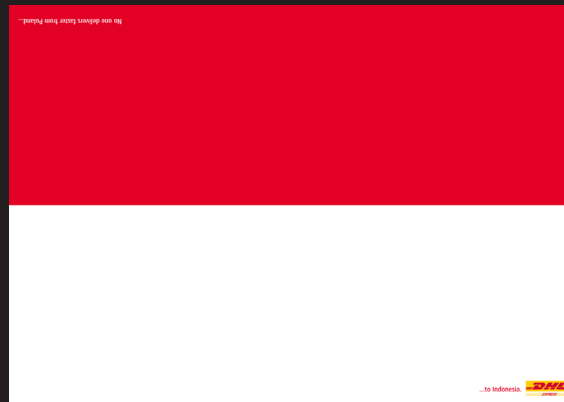 No one delivers faster from Poland...
...to Indonesia.
DHL
EXPRESS